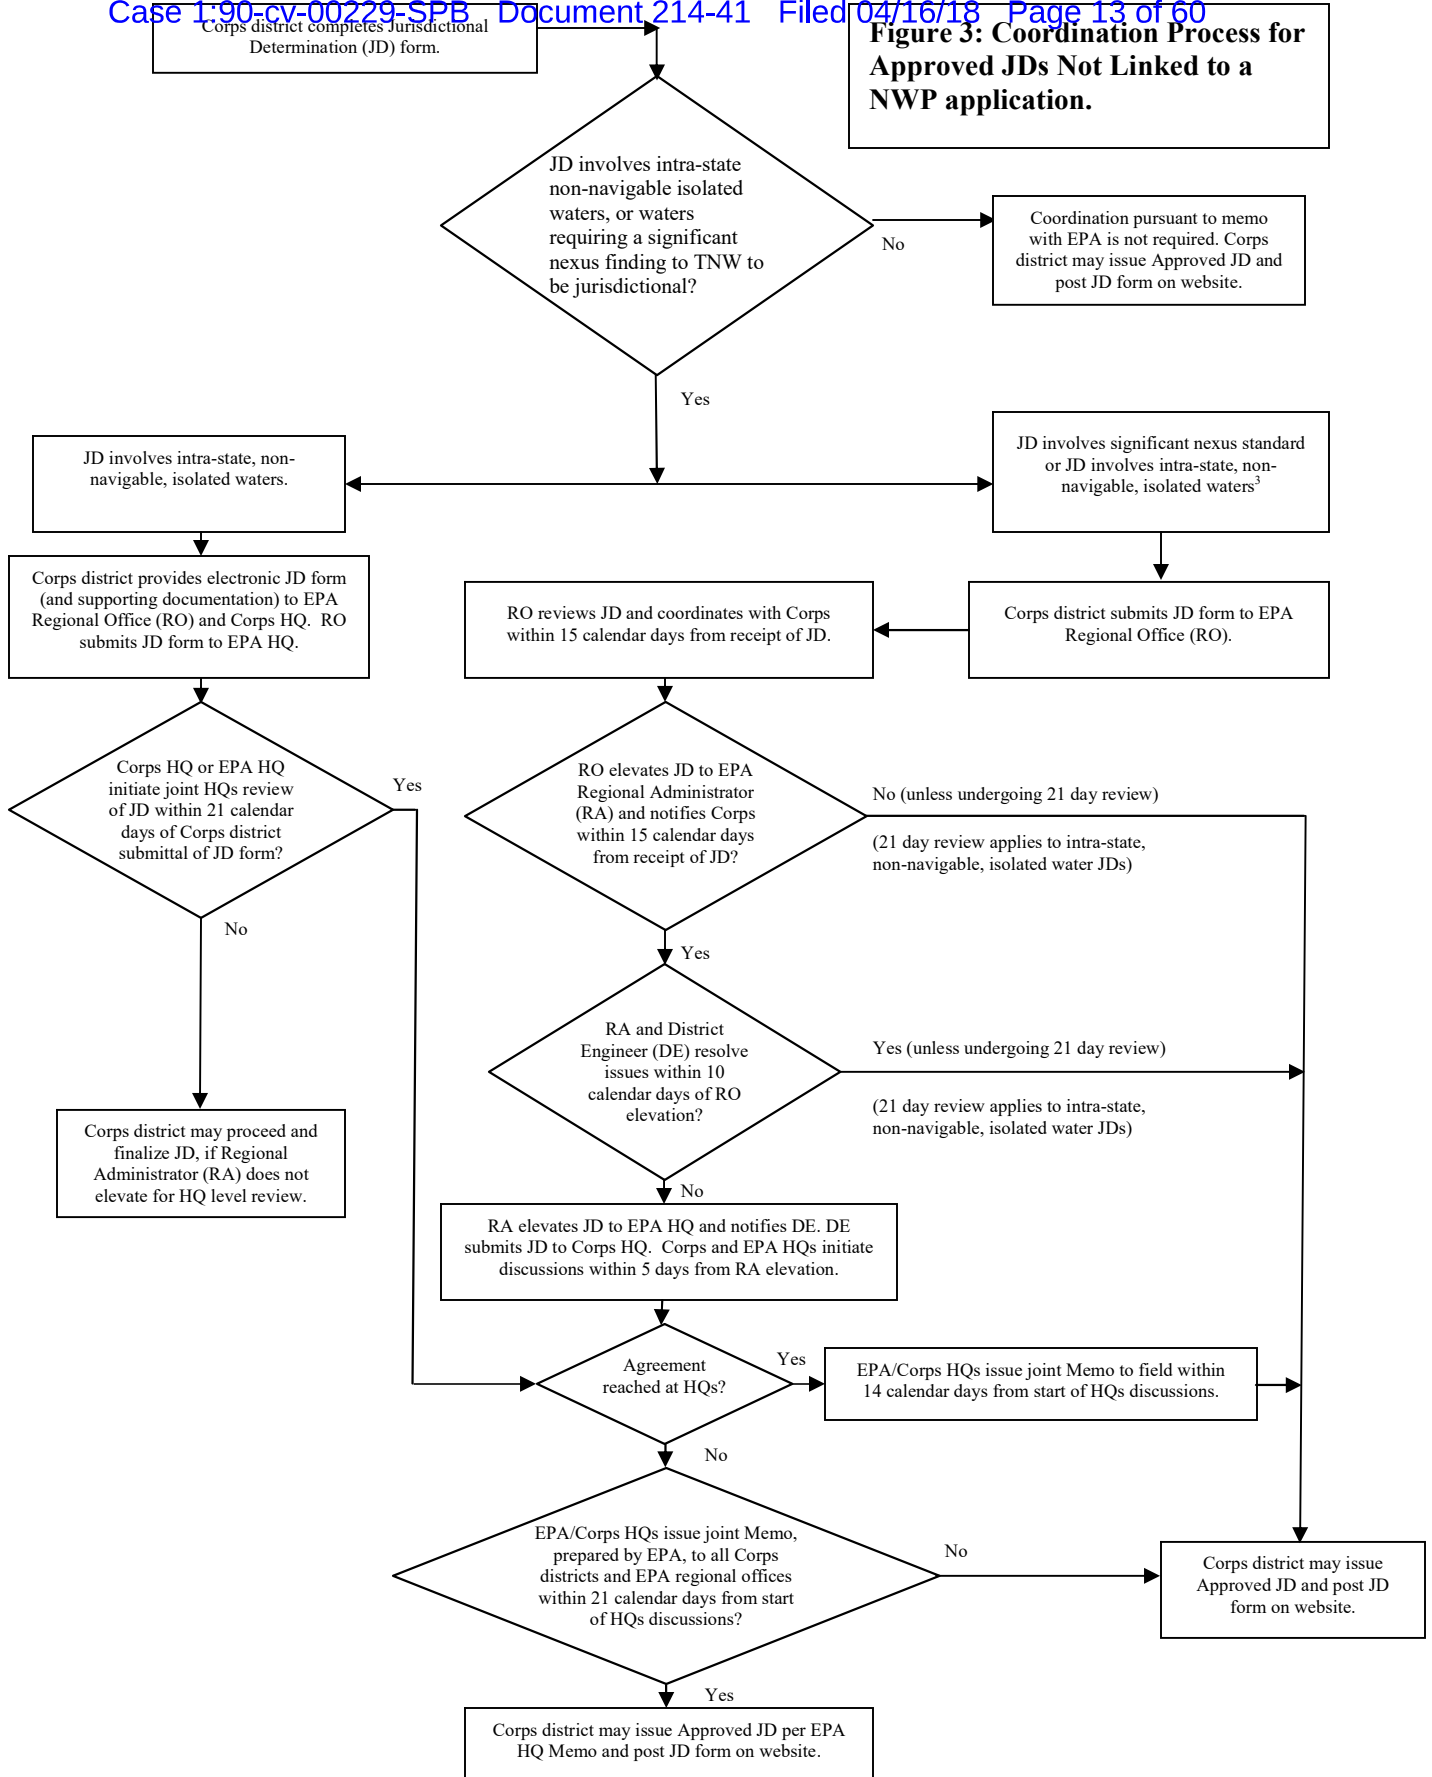 Case 1:90-cv-00229-SPB Document 214-41 Filed 04/16/18 Page 13 of 60
Corps district completes Jurisdictional
Determination (JD) form.
Figure 3: Coordination Process for
Approved JDs Not Linked to a
NWP application.
JD involves intra-state
non-navigable isolated
waters, or waters
requiring a significant
nexus finding to TNW to
be jurisdictional?
No
Coordination pursuant to memo
with EPA is not required. Corps
district may issue Approved JD and
post JD form on website.
Yes
JD involves intra-state, non-
navigable, isolated waters.
JD involves significant nexus standard
or JD involves intra-state, non-
navigable, isolated waters3
Corps district provides electronic JD form
(and supporting documentation) to EPA
Regional Office (RO) and Corps HQ. RO
submits JD form to EPA HQ.
RO reviews JD and coordinates with Corps
within 15 calendar days from receipt of JD.
Corps district submits JD form to EPA
Regional Office (RO).
Corps HQ or EPA HQ
initiate joint HQs review
of JD within 21 calendar
days of Corps district
submittal of JD form?
Yes
No
RO elevates JD to EPA
Regional Administrator
(RA) and notifies Corps
within 15 calendar days
from receipt of JD?
No (unless undergoing 21 day review)
(21 day review applies to intra-state,
non-navigable, isolated water JDs)
Yes
RA and District
Engineer (DE) resolve
issues within 10
calendar days of RO
elevation?
Yes (unless undergoing 21 day review)
(21 day review applies to intra-state,
non-navigable, isolated water JDs)
Corps district may proceed and
finalize JD, if Regional
Administrator (RA) does not
elevate for HQ level review.
No
RA elevates JD to EPA HQ and notifies DE. DE
submits JD to Corps HQ. Corps and EPA HQs initiate
discussions within 5 days from RA elevation.
Agreement
reached at HQs?
Yes
EPA/Corps HQs issue joint Memo to field within
14 calendar days from start of HQs discussions.
No
EPA/Corps HQs issue joint Memo,
prepared by EPA, to all Corps
districts and EPA regional offices
within 21 calendar days from start
of HQs discussions?
No
Corps district may issue
Approved JD and post JD
form on website.
Yes
Corps district may issue Approved JD per EPA
HQ Memo and post JD form on website.